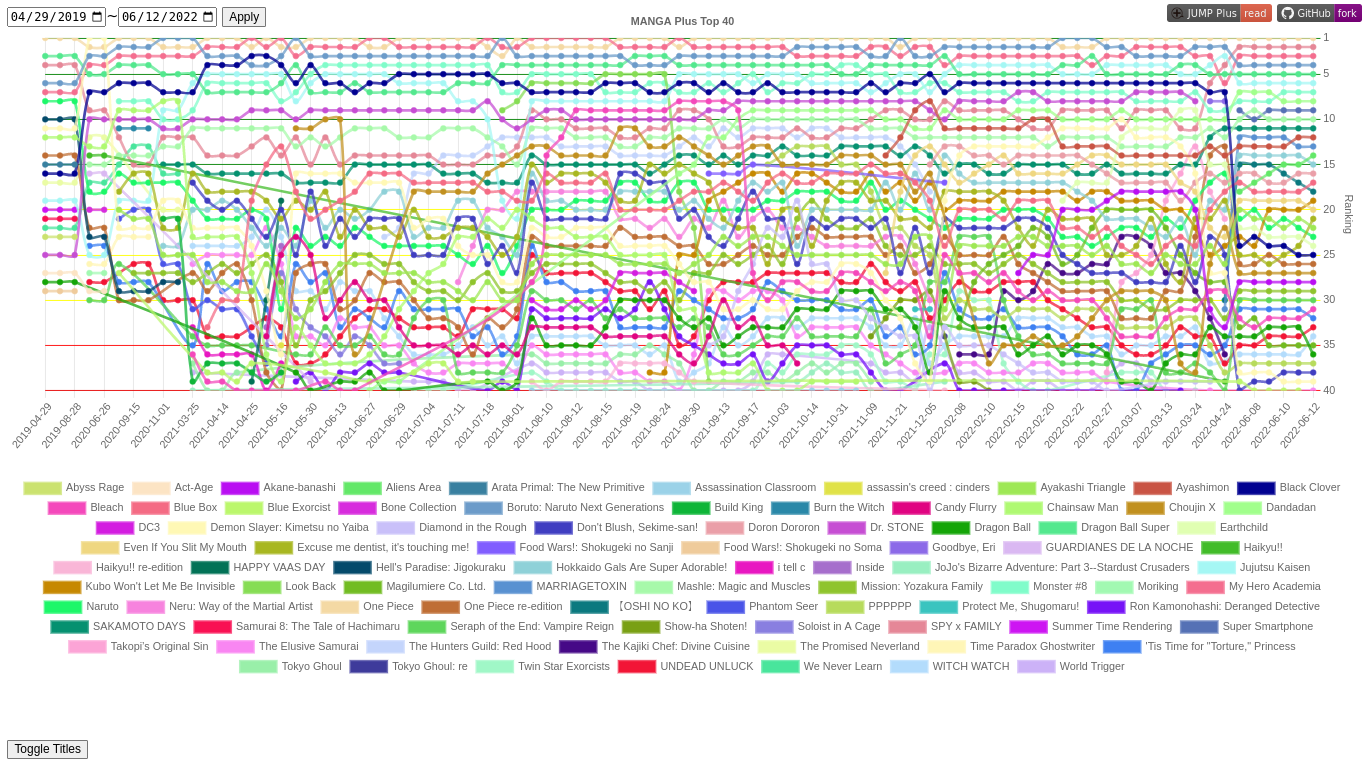 04/29/2019 ~ 06/12/2022 Apply
JUMP Plus read GitHub fork
MANGA Plus Top 40
1
5
10
15
20
25
30
35
40
Ranking
2019-04-29 2019-08-28 2020-06-26 2020-09-15 2020-11-01 2021-03-25 2021-04-14 2021-04-25 2021-05-16 2021-05-30 2021-06-13 2021-06-27 2021-06-29 2021-07-04 2021-07-11 2021-07-18 2021-08-01 2021-08-10 2021-08-12 2021-08-15 2021-08-19 2021-08-24 2021-08-30 2021-09-13 2021-09-17 2021-10-03 2021-10-14 2021-10-31 2021-11-09 2021-11-21 2021-12-05 2022-02-08 2022-02-10 2022-02-15 2022-02-20 2022-02-22 2022-02-27 2022-03-07 2022-03-13 2022-03-24 2022-04-24 2022-06-08 2022-06-10 2022-06-12
Abyss Rage Act-Age Akane-banashi Aliens Area Arata Primal: The New Primitive Assassination Classroom assassin's creed : cinders Ayakashi Triangle Ayashimon Black Clover
Bleach Blue Box Blue Exorcist Bone Collection Boruto: Naruto Next Generations Build King Burn the Witch Candy Flurry Chainsaw Man Choujin X Dandadan
DC3 Demon Slayer: Kimetsu no Yaiba Diamond in the Rough Don't Blush, Sekime-san! Doron Dororon Dr. STONE Dragon Ball Dragon Ball Super Earthchild
Even If You Slit My Mouth Excuse me dentist, it's touching me! Food Wars!: Shokugeki no Sanji Food Wars!: Shokugeki no Soma Goodbye, Eri GUARDIANES DE LA NOCHE Haikyu!!
Haikyu!! re-edition HAPPY VAAS DAY Hell's Paradise: Jigokuraku Hokkaido Gals Are Super Adorable! i tell c Inside JoJo's Bizarre Adventure: Part 3--Stardust Crusaders Jujutsu Kaisen
Kubo Won't Let Me Be Invisible Look Back Magilumiere Co. Ltd. MARRIAGETOXIN Mashle: Magic and Muscles Mission: Yozakura Family Monster #8 Moriking My Hero Academia
Naruto Neru: Way of the Martial Artist One Piece One Piece re-edition 【OSHI NO KO】 Phantom Seer PPPPPP Protect Me, Shugomaru! Ron Kamonohashi: Deranged Detective
SAKAMOTO DAYS Samurai 8: The Tale of Hachimaru Seraph of the End: Vampire Reign Show-ha Shoten! Soloist in A Cage SPY x FAMILY Summer Time Rendering Super Smartphone
Takopi's Original Sin The Elusive Samurai The Hunters Guild: Red Hood The Kajiki Chef: Divine Cuisine The Promised Neverland Time Paradox Ghostwriter 'Tis Time for "Torture," Princess
Tokyo Ghoul Tokyo Ghoul: re Twin Star Exorcists UNDEAD UNLUCK We Never Learn WITCH WATCH World Trigger
Toggle Titles